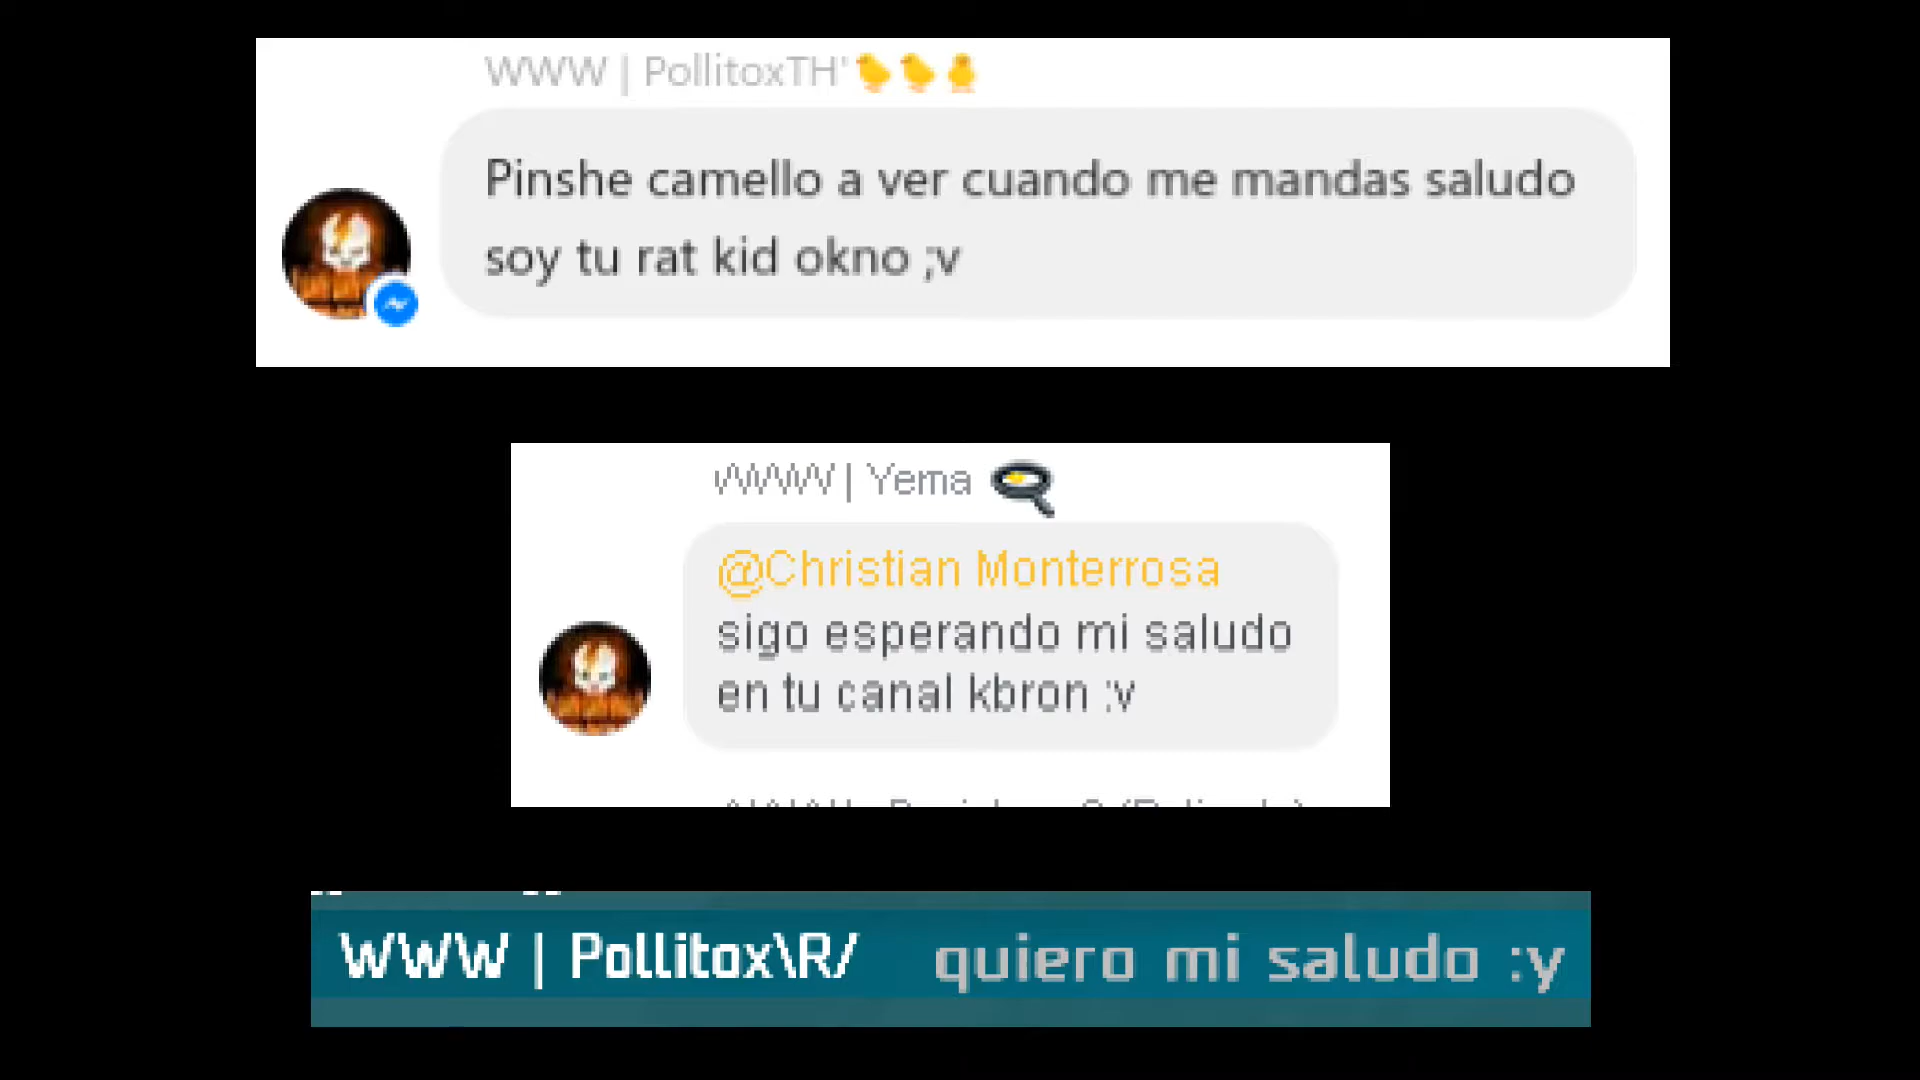 WWW | PollitoxTH'🐤🐤🐥
Pinshe camello a ver cuando me mandas saludo
soy tu rat kid okno ;v
WWW | Yema 🍳
@Christian Monterrosa
sigo esperando mi saludo
en tu canal kbron :v
WWW | Pollitox\R/ quiero mi saludo :y